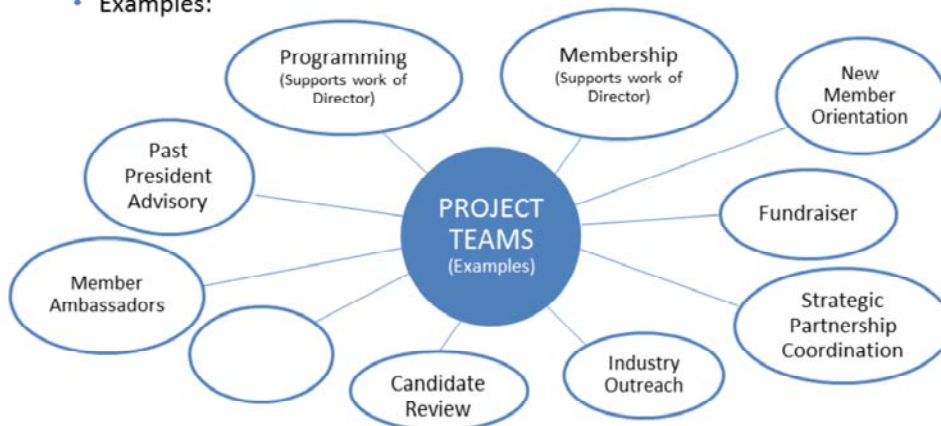 • Examples:
Programming
(Supports work of
Director)
Membership
(Supports work of
Director)
New
Member
Orientation
Past
President
Advisory
PROJECT
TEAMS
(Examples)
Fundraiser
Member
Ambassadors
Strategic
Partnership
Coordination
Candidate
Review
Industry
Outreach